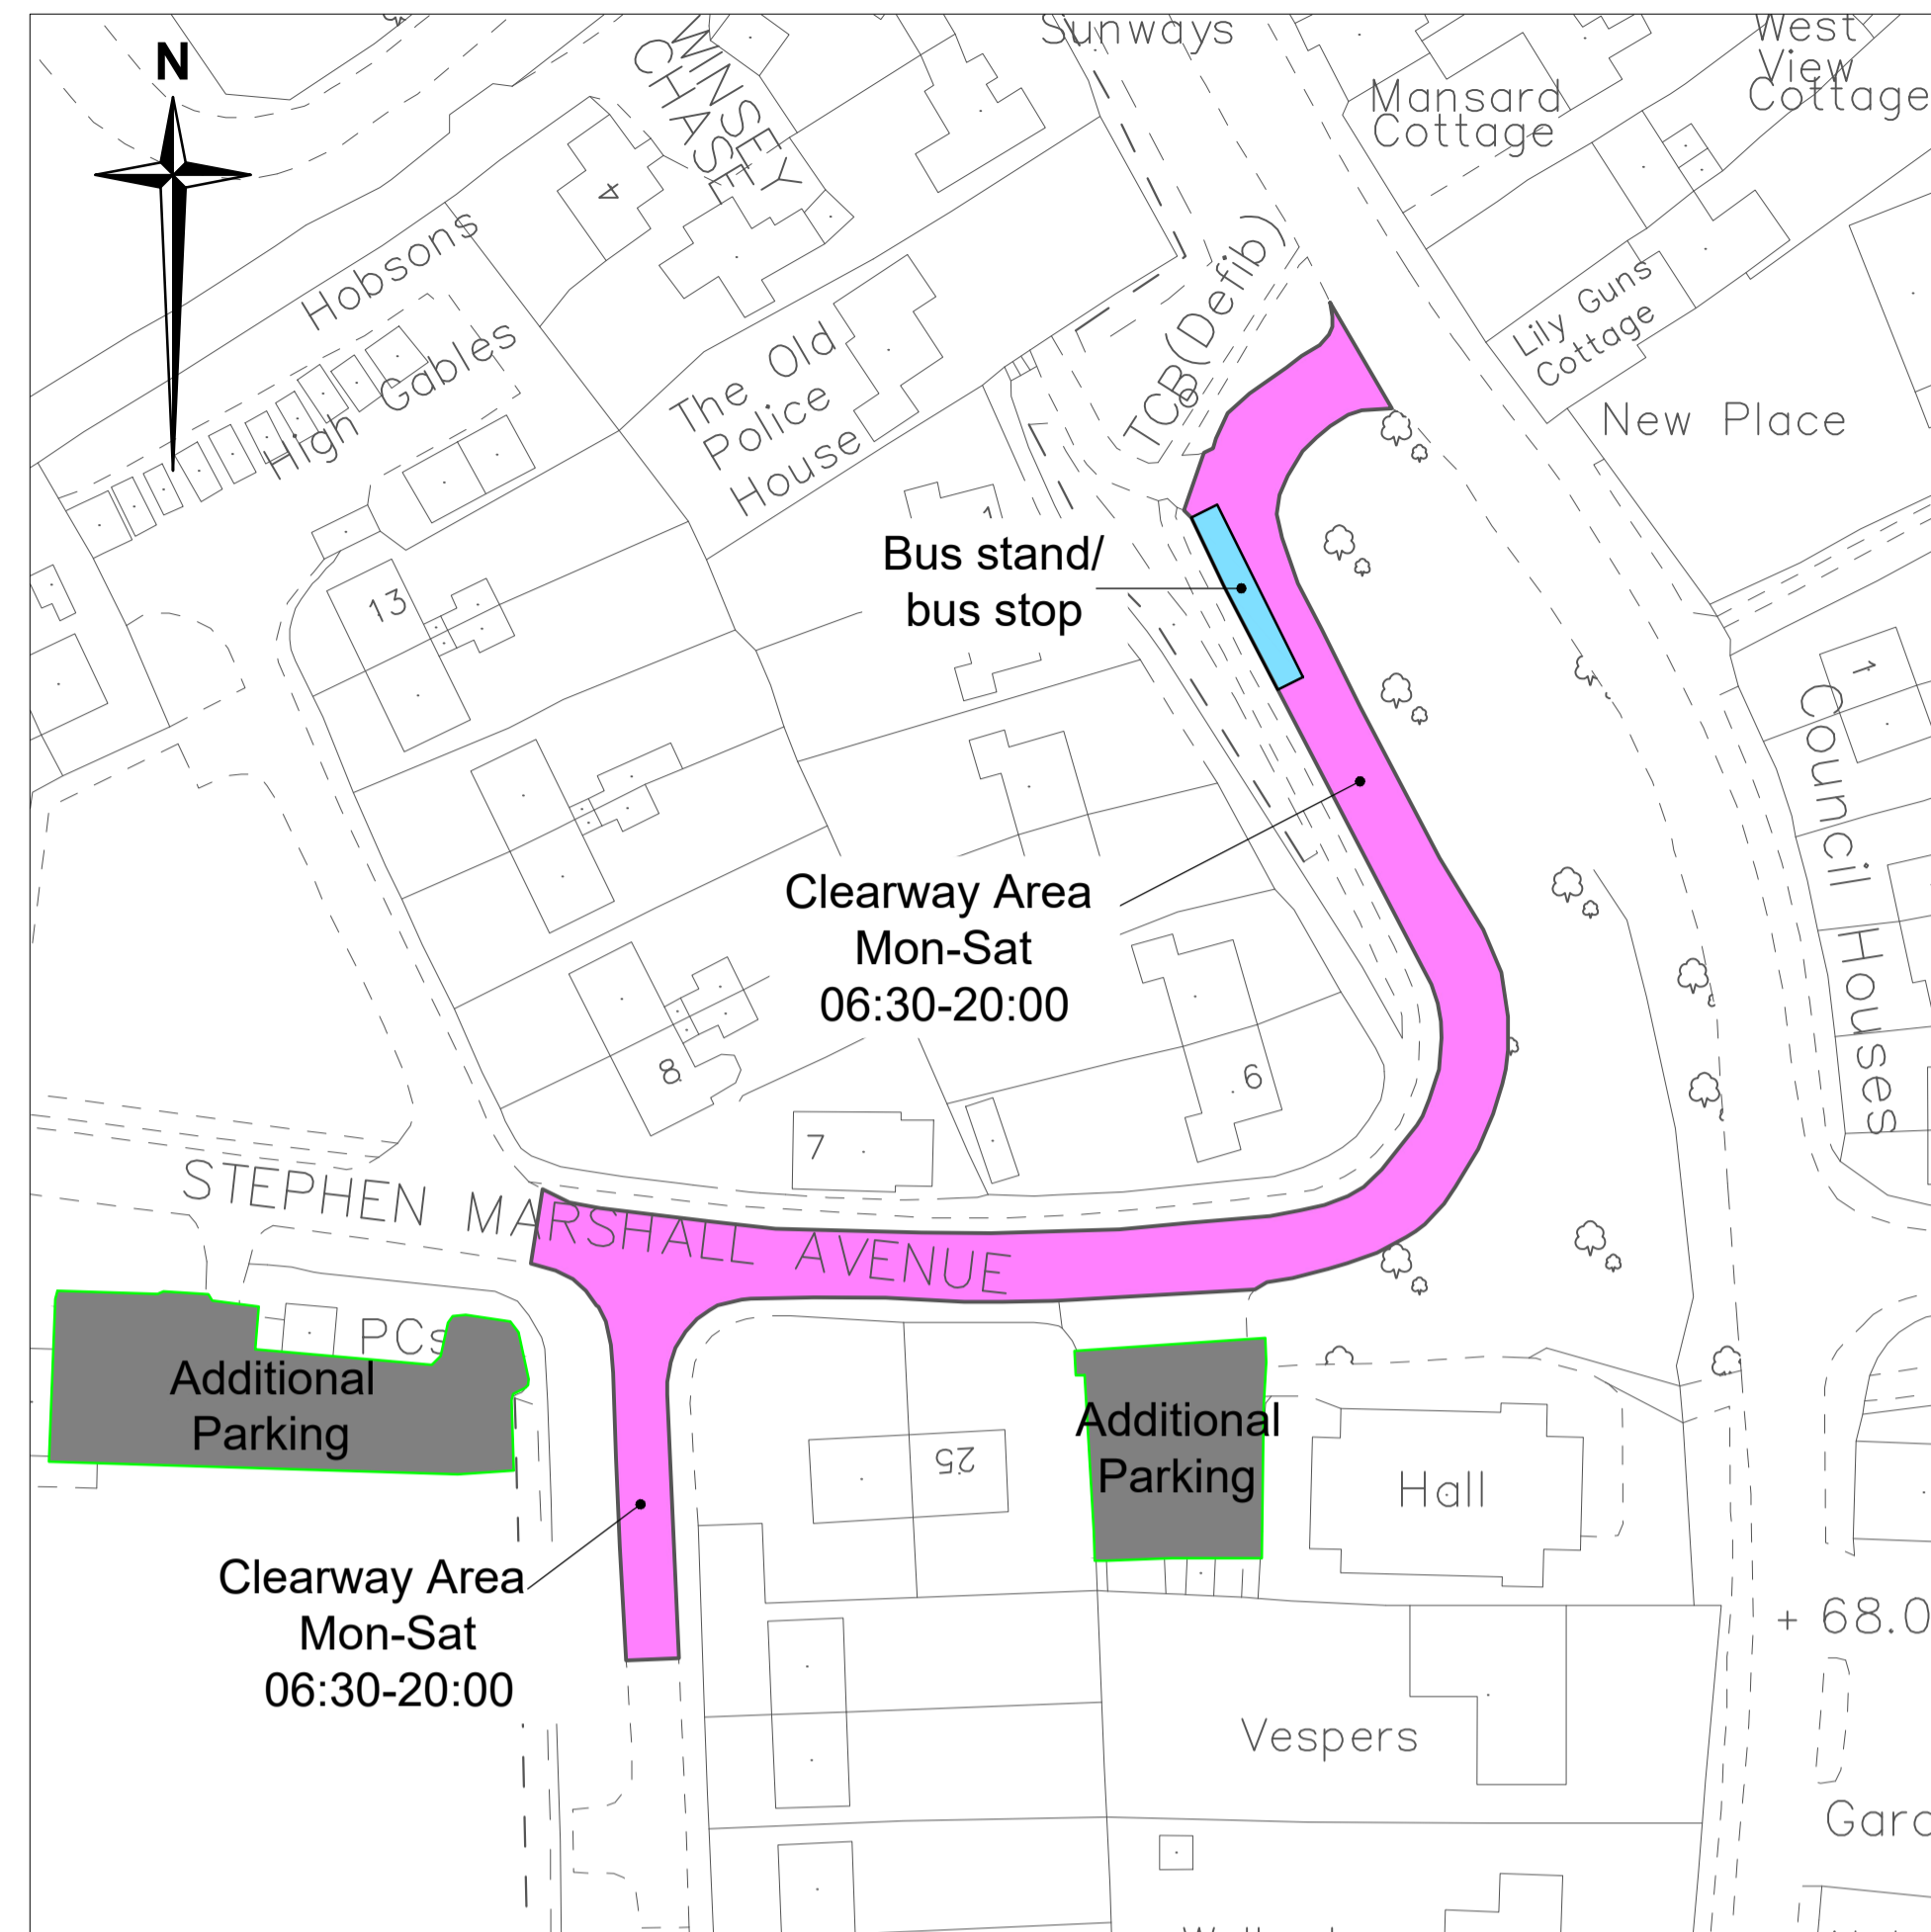 Sunways
West
View
Cottage
N
WIMSEY
CHASE
Mansard
Cottage
4
Hobsons
TCB (Defib)
Lily Guns
Cottage
High Gables
The Old
Police
House
New Place
1
Bus stand/
bus stop
13
1
Council Houses
Clearway Area
Mon-Sat
06:30-20:00
8
6
7
STEPHEN MARSHALL AVENUE
PCs
Additional
Parking
Additional
Parking
25
Hall
Clearway Area
Mon-Sat
06:30-20:00
+ 68.0
Vespers